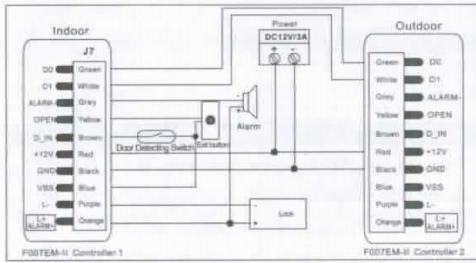 Indoor
J7
D0 Green
D1 White
ALARM- Grey
OPEN Yellow
D_IN Brown
+12V Red
GND Black
VSS Blue
L- Purple
L+
ALARM+ Orange
F007EM-II Controller 1
Power
DC12V/3A
+ -
-
+
Alarm
Door Detecting Switch
Exit button
-
+
Lock
Outdoor
Green D0
White D1
Grey ALARM-
Yellow OPEN
Brown D_IN
Red +12V
Black GND
Blue VSS
Purple L-
Orange L+
ALARM+
F007EM-II Controller 2